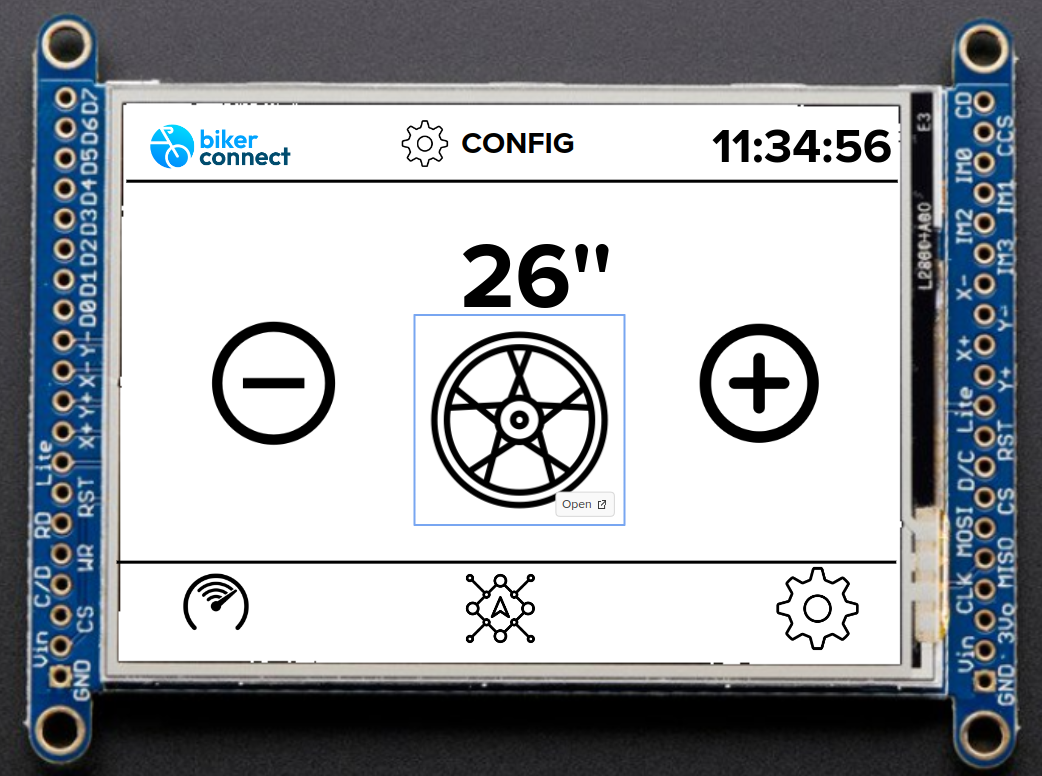 biker
connect
CONFIG
11:34:56
26"
Open
D7
D6
D5
D4
D3
D2
D1
D0
Y-
X-
Y+
X+
Lite
RST
RD
WR
C/D
CS
Vin
GND
E3
CD
CCS
IM0
IM1
IM2
IM3
X-
Y-
X+
Y+
Lite
RST
D/C
CS
MOSI
MISO
CLK
3Vo
Vin
GND